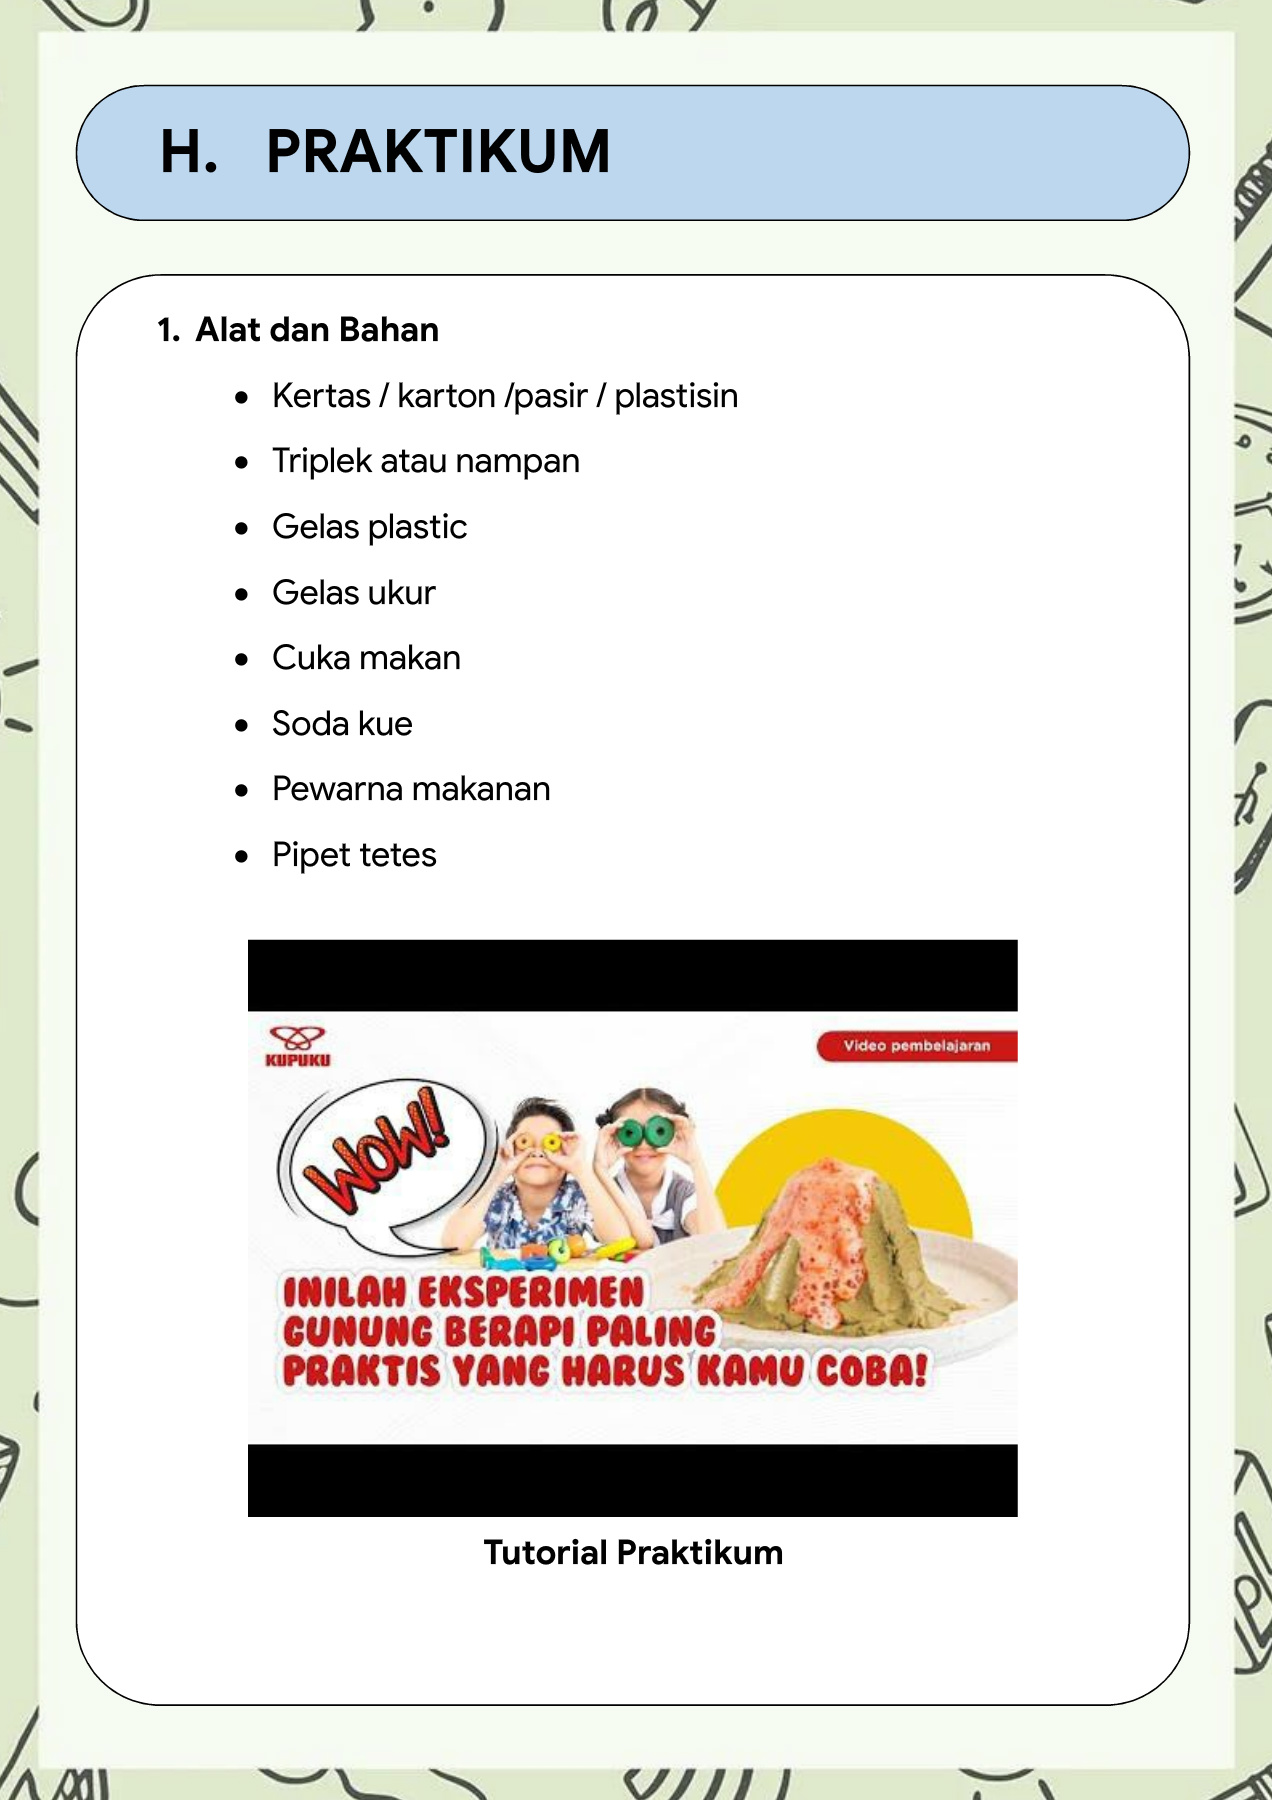 H. PRAKTIKUM
1. Alat dan Bahan
• Kertas / karton /pasir / plastisin
• Triplek atau nampan
• Gelas plastic
• Gelas ukur
• Cuka makan
• Soda kue
• Pewarna makanan
• Pipet tetes
KUPUKU
Video pembelajaran
WOW!
INILAH EKSPERIMEN
GUNUNG BERAPI PALING
PRAKTIS YANG HARUS KAMU COBA!
Tutorial Praktikum